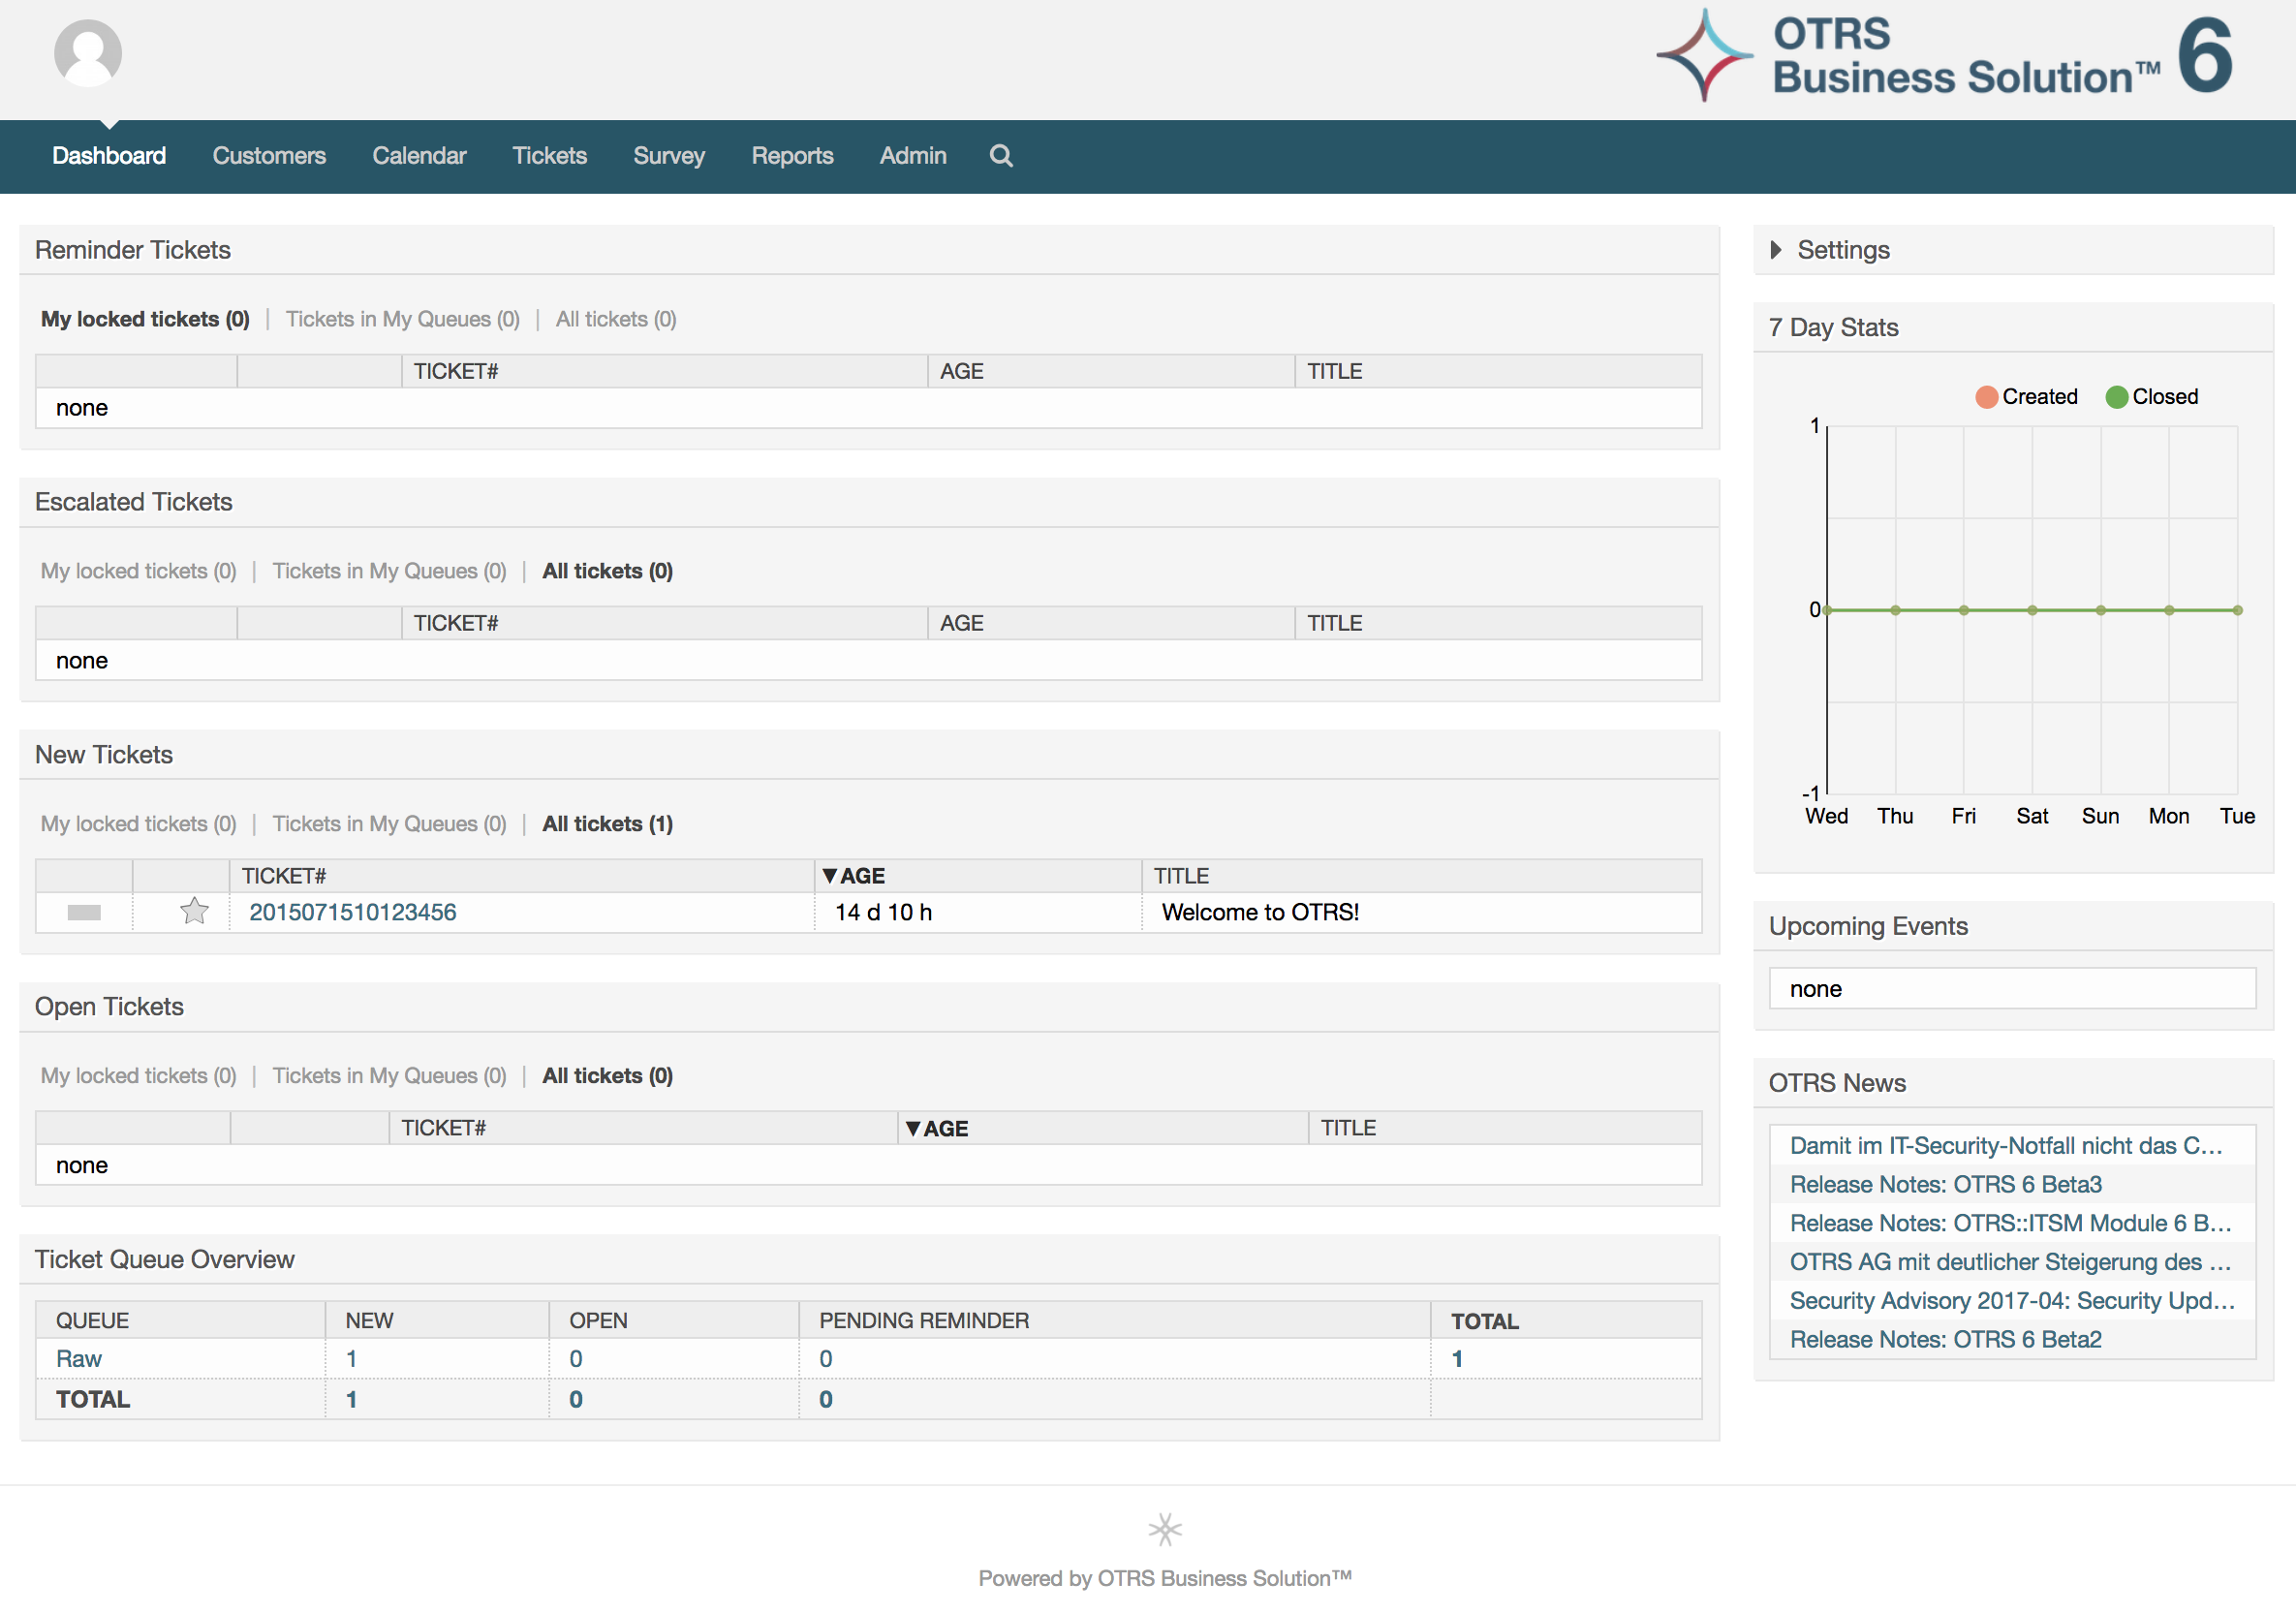 OTRS
Business Solution™ 6
Dashboard Customers Calendar Tickets Survey Reports Admin
Reminder Tickets
My locked tickets (0) | Tickets in My Queues (0) | All tickets (0)
TICKET# AGE TITLE
none
Escalated Tickets
My locked tickets (0) | Tickets in My Queues (0) | All tickets (0)
TICKET# AGE TITLE
none
New Tickets
My locked tickets (0) | Tickets in My Queues (0) | All tickets (1)
TICKET# ▼AGE TITLE
2015071510123456 14 d 10 h Welcome to OTRS!
Open Tickets
My locked tickets (0) | Tickets in My Queues (0) | All tickets (0)
TICKET# ▼AGE TITLE
none
Ticket Queue Overview
QUEUE NEW OPEN PENDING REMINDER TOTAL
Raw 1 0 0 1
TOTAL 1 0 0
Settings
7 Day Stats
Created Closed
1
0
-1
Wed Thu Fri Sat Sun Mon Tue
Upcoming Events
none
OTRS News
Damit im IT-Security-Notfall nicht das C...
Release Notes: OTRS 6 Beta3
Release Notes: OTRS::ITSM Module 6 B...
OTRS AG mit deutlicher Steigerung des ...
Security Advisory 2017-04: Security Upd...
Release Notes: OTRS 6 Beta2
Powered by OTRS Business Solution™